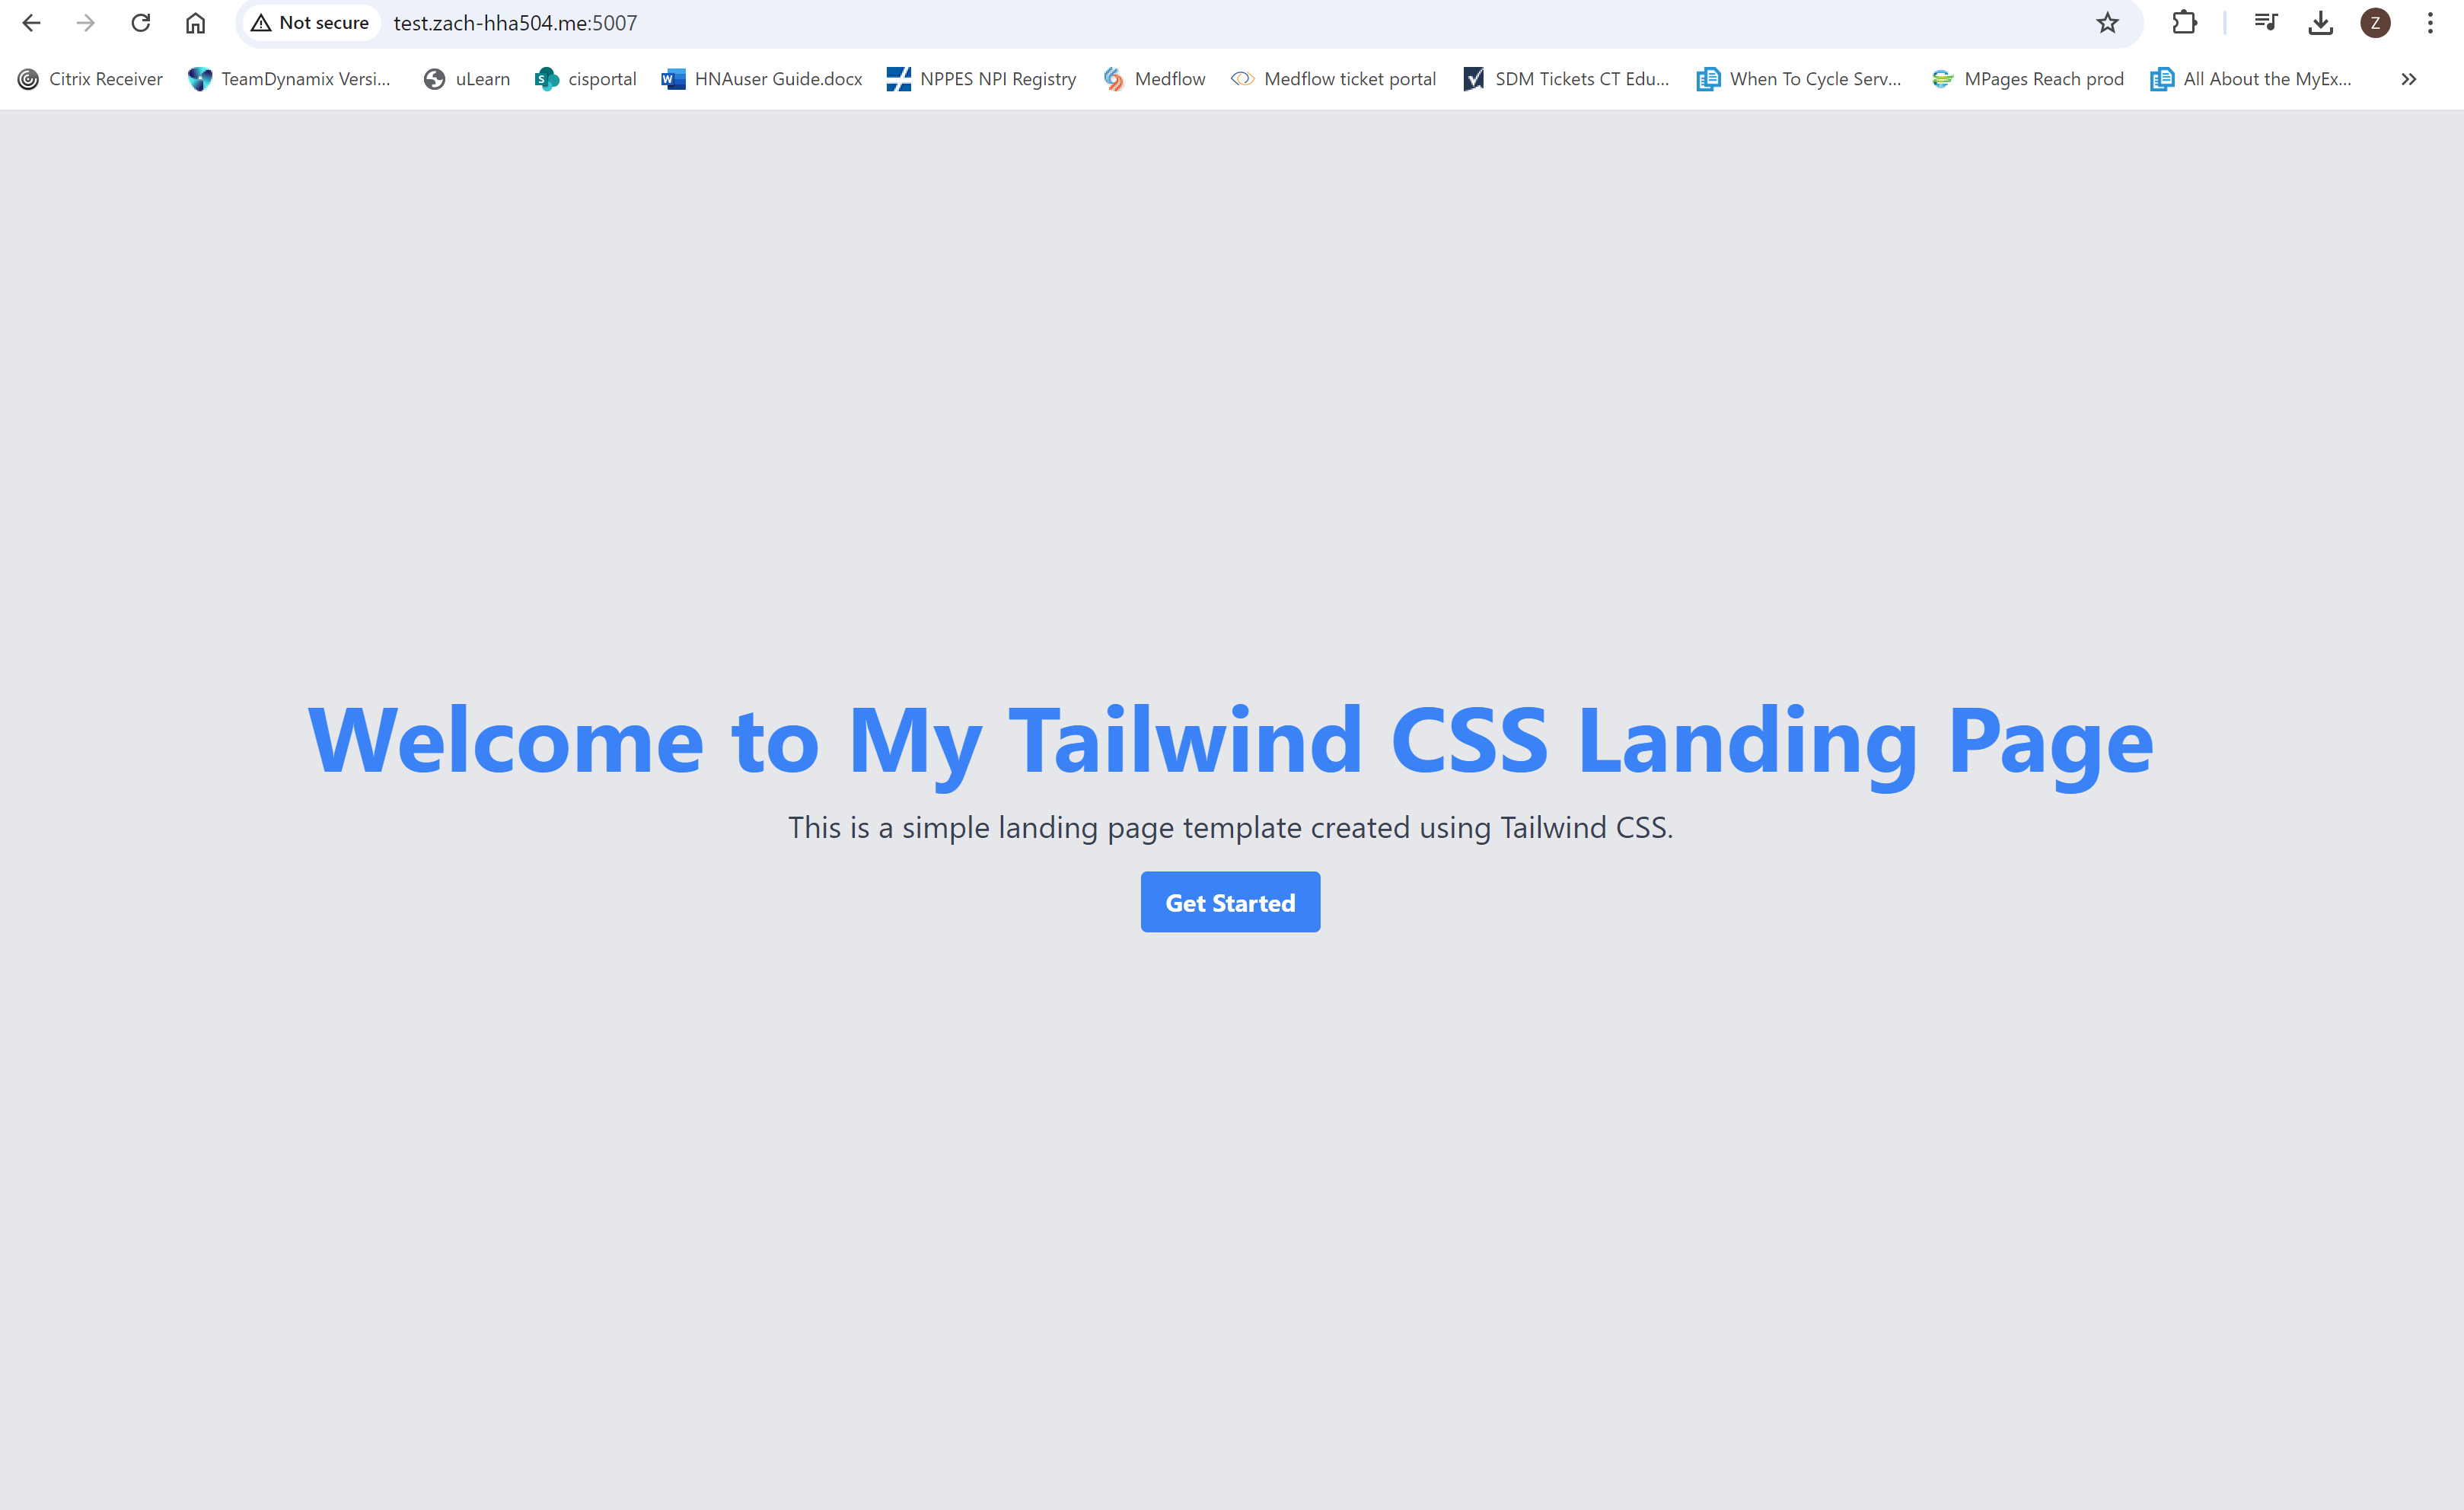 Not secure test.zach-hha504.me:5007 Z
Citrix Receiver TeamDynamix Versi... uLearn S cisportal W HNAuser Guide.docx NPPES NPI Registry Medflow Medflow ticket portal SDM Tickets CT Edu... When To Cycle Serv... MPages Reach prod All About the MyEx...
Welcome to My Tailwind CSS Landing Page
This is a simple landing page template created using Tailwind CSS.
Get Started